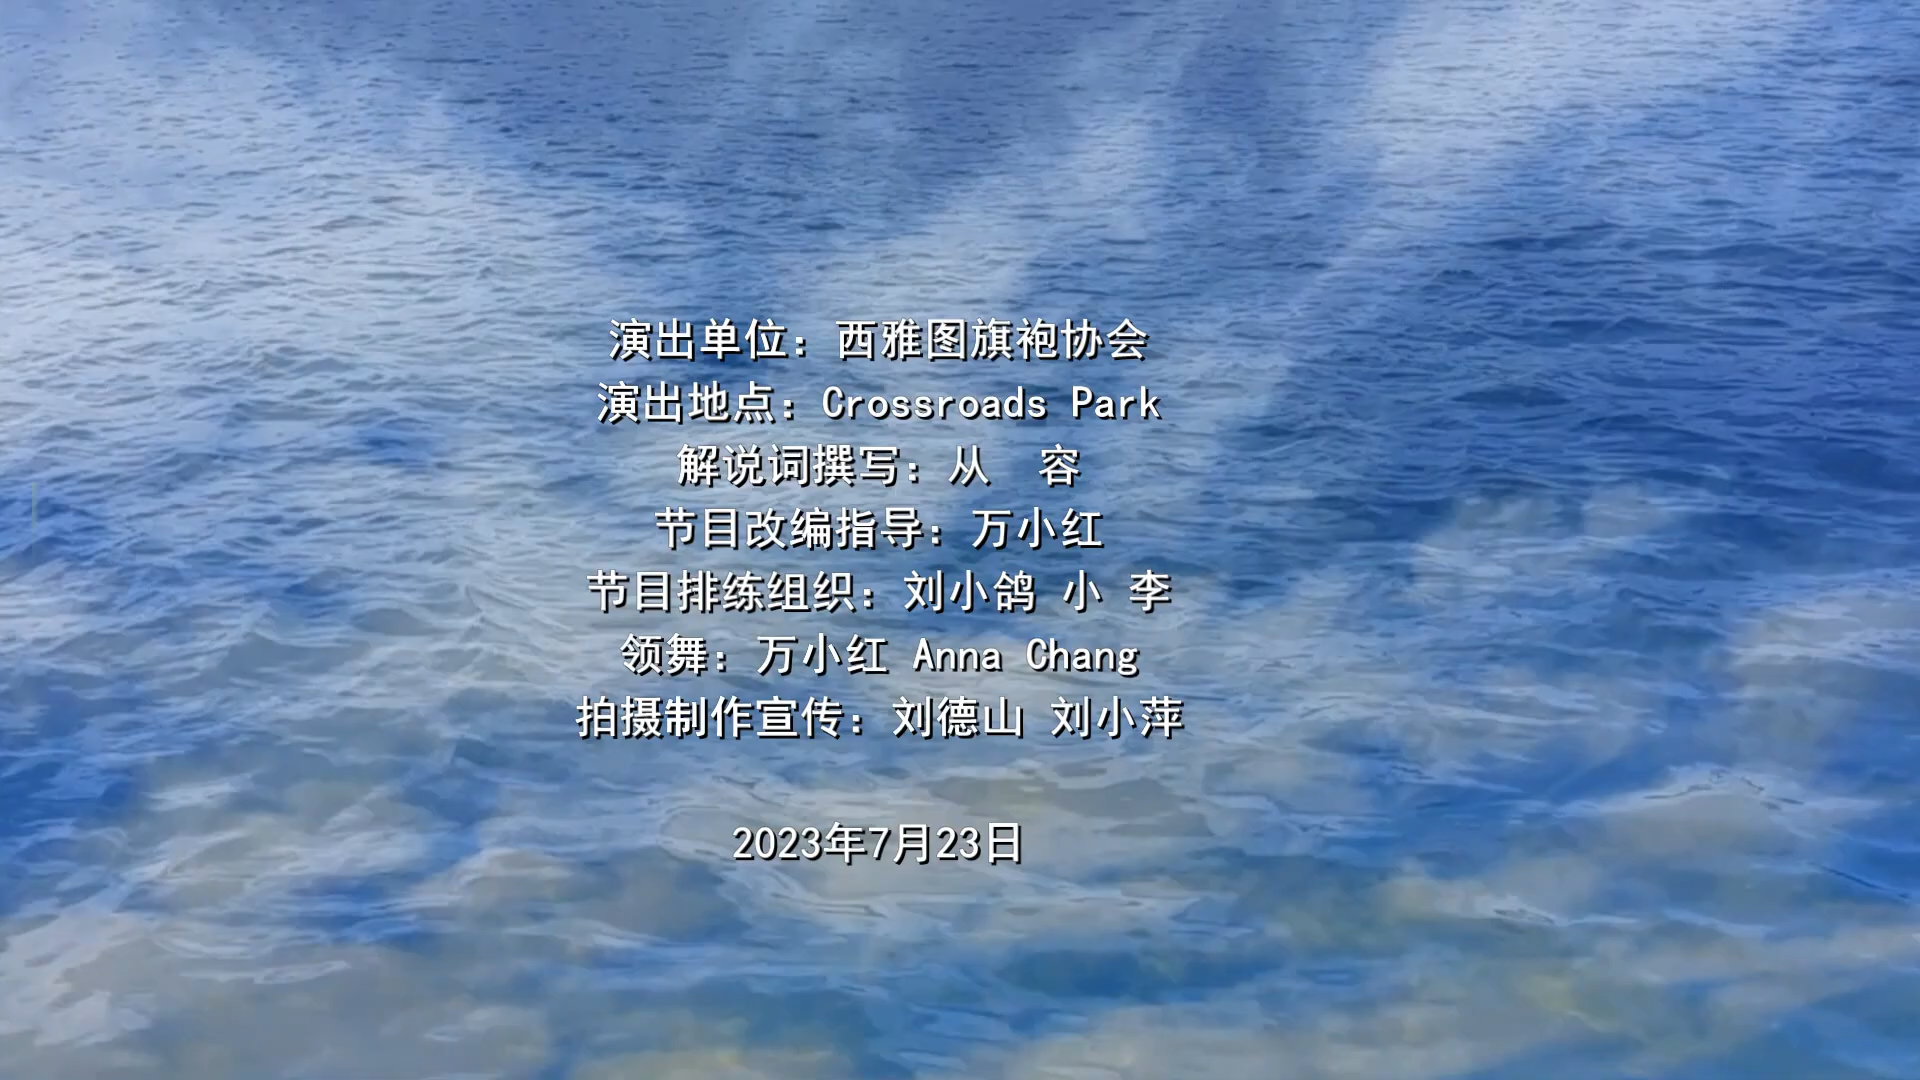 演出单位：西雅图旗袍协会
演出地点：Crossroads Park
解说词撰写：从　容
节目改编指导：万小红
节目排练组织：刘小鸽 小 李
领舞：万小红 Anna Chang
拍摄制作宣传：刘德山 刘小萍
2023年7月23日